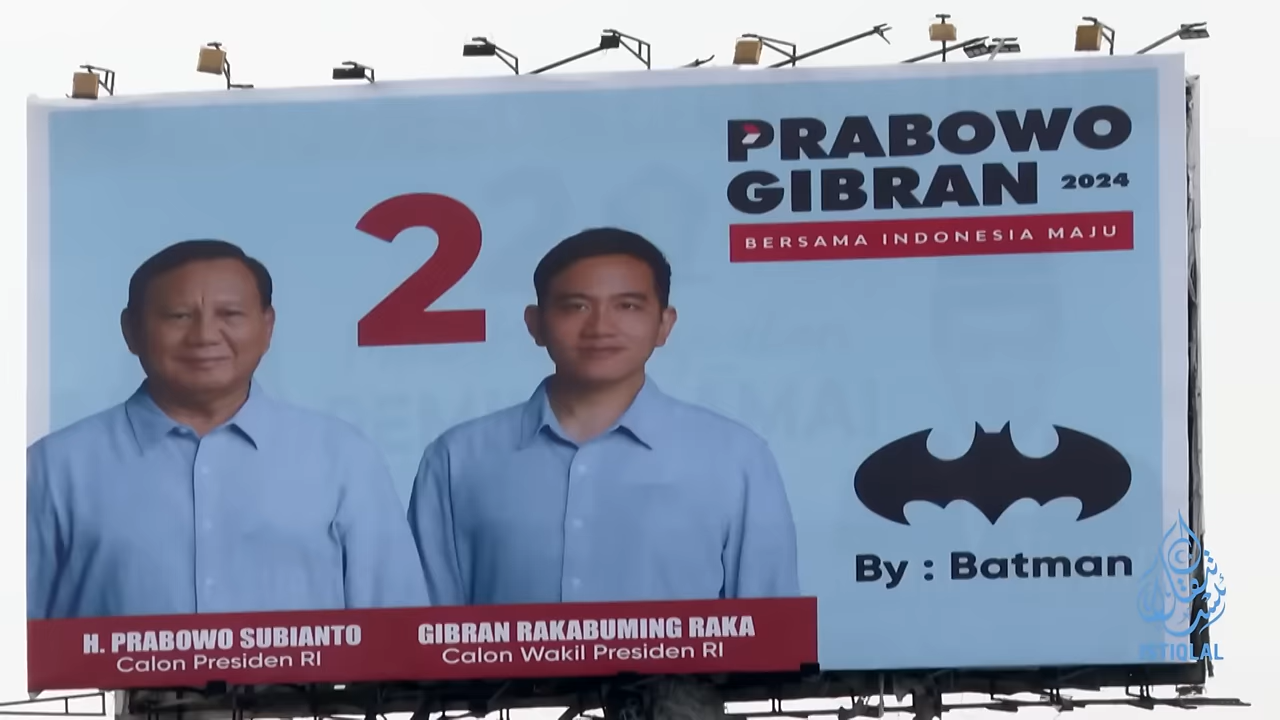 2
PRABOWO
GIBRAN 2024
BERSAMA INDONESIA MAJU
By : Batman
H. PRABOWO SUBIANTO
Calon Presiden RI
GIBRAN RAKABUMING RAKA
Calon Wakil Presiden RI
ISTIQLAL